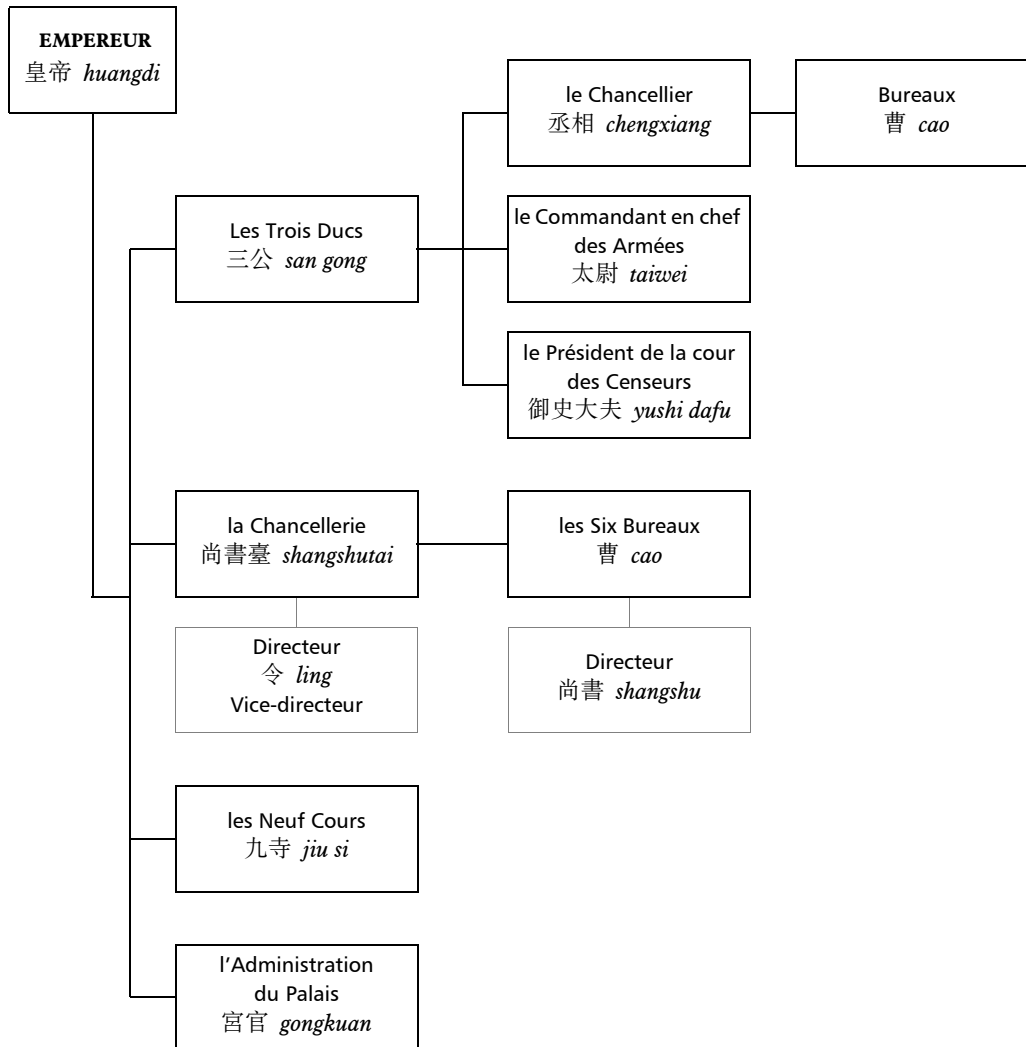 EMPEREUR
皇帝 huangdi
le Chancellier
丞相 chengxiang
Bureaux
曹 cao
Les Trois Ducs
三公 san gong
le Commandant en chef
des Armées
太尉 taiwei
le Président de la cour
des Censeurs
御史大夫 yushi dafu
la Chancellerie
尚書臺 shangshutai
les Six Bureaux
曹 cao
Directeur
令 ling
Vice-directeur
Directeur
尚書 shangshu
les Neuf Cours
九寺 jiu si
l'Administration
du Palais
宮官 gongkuan